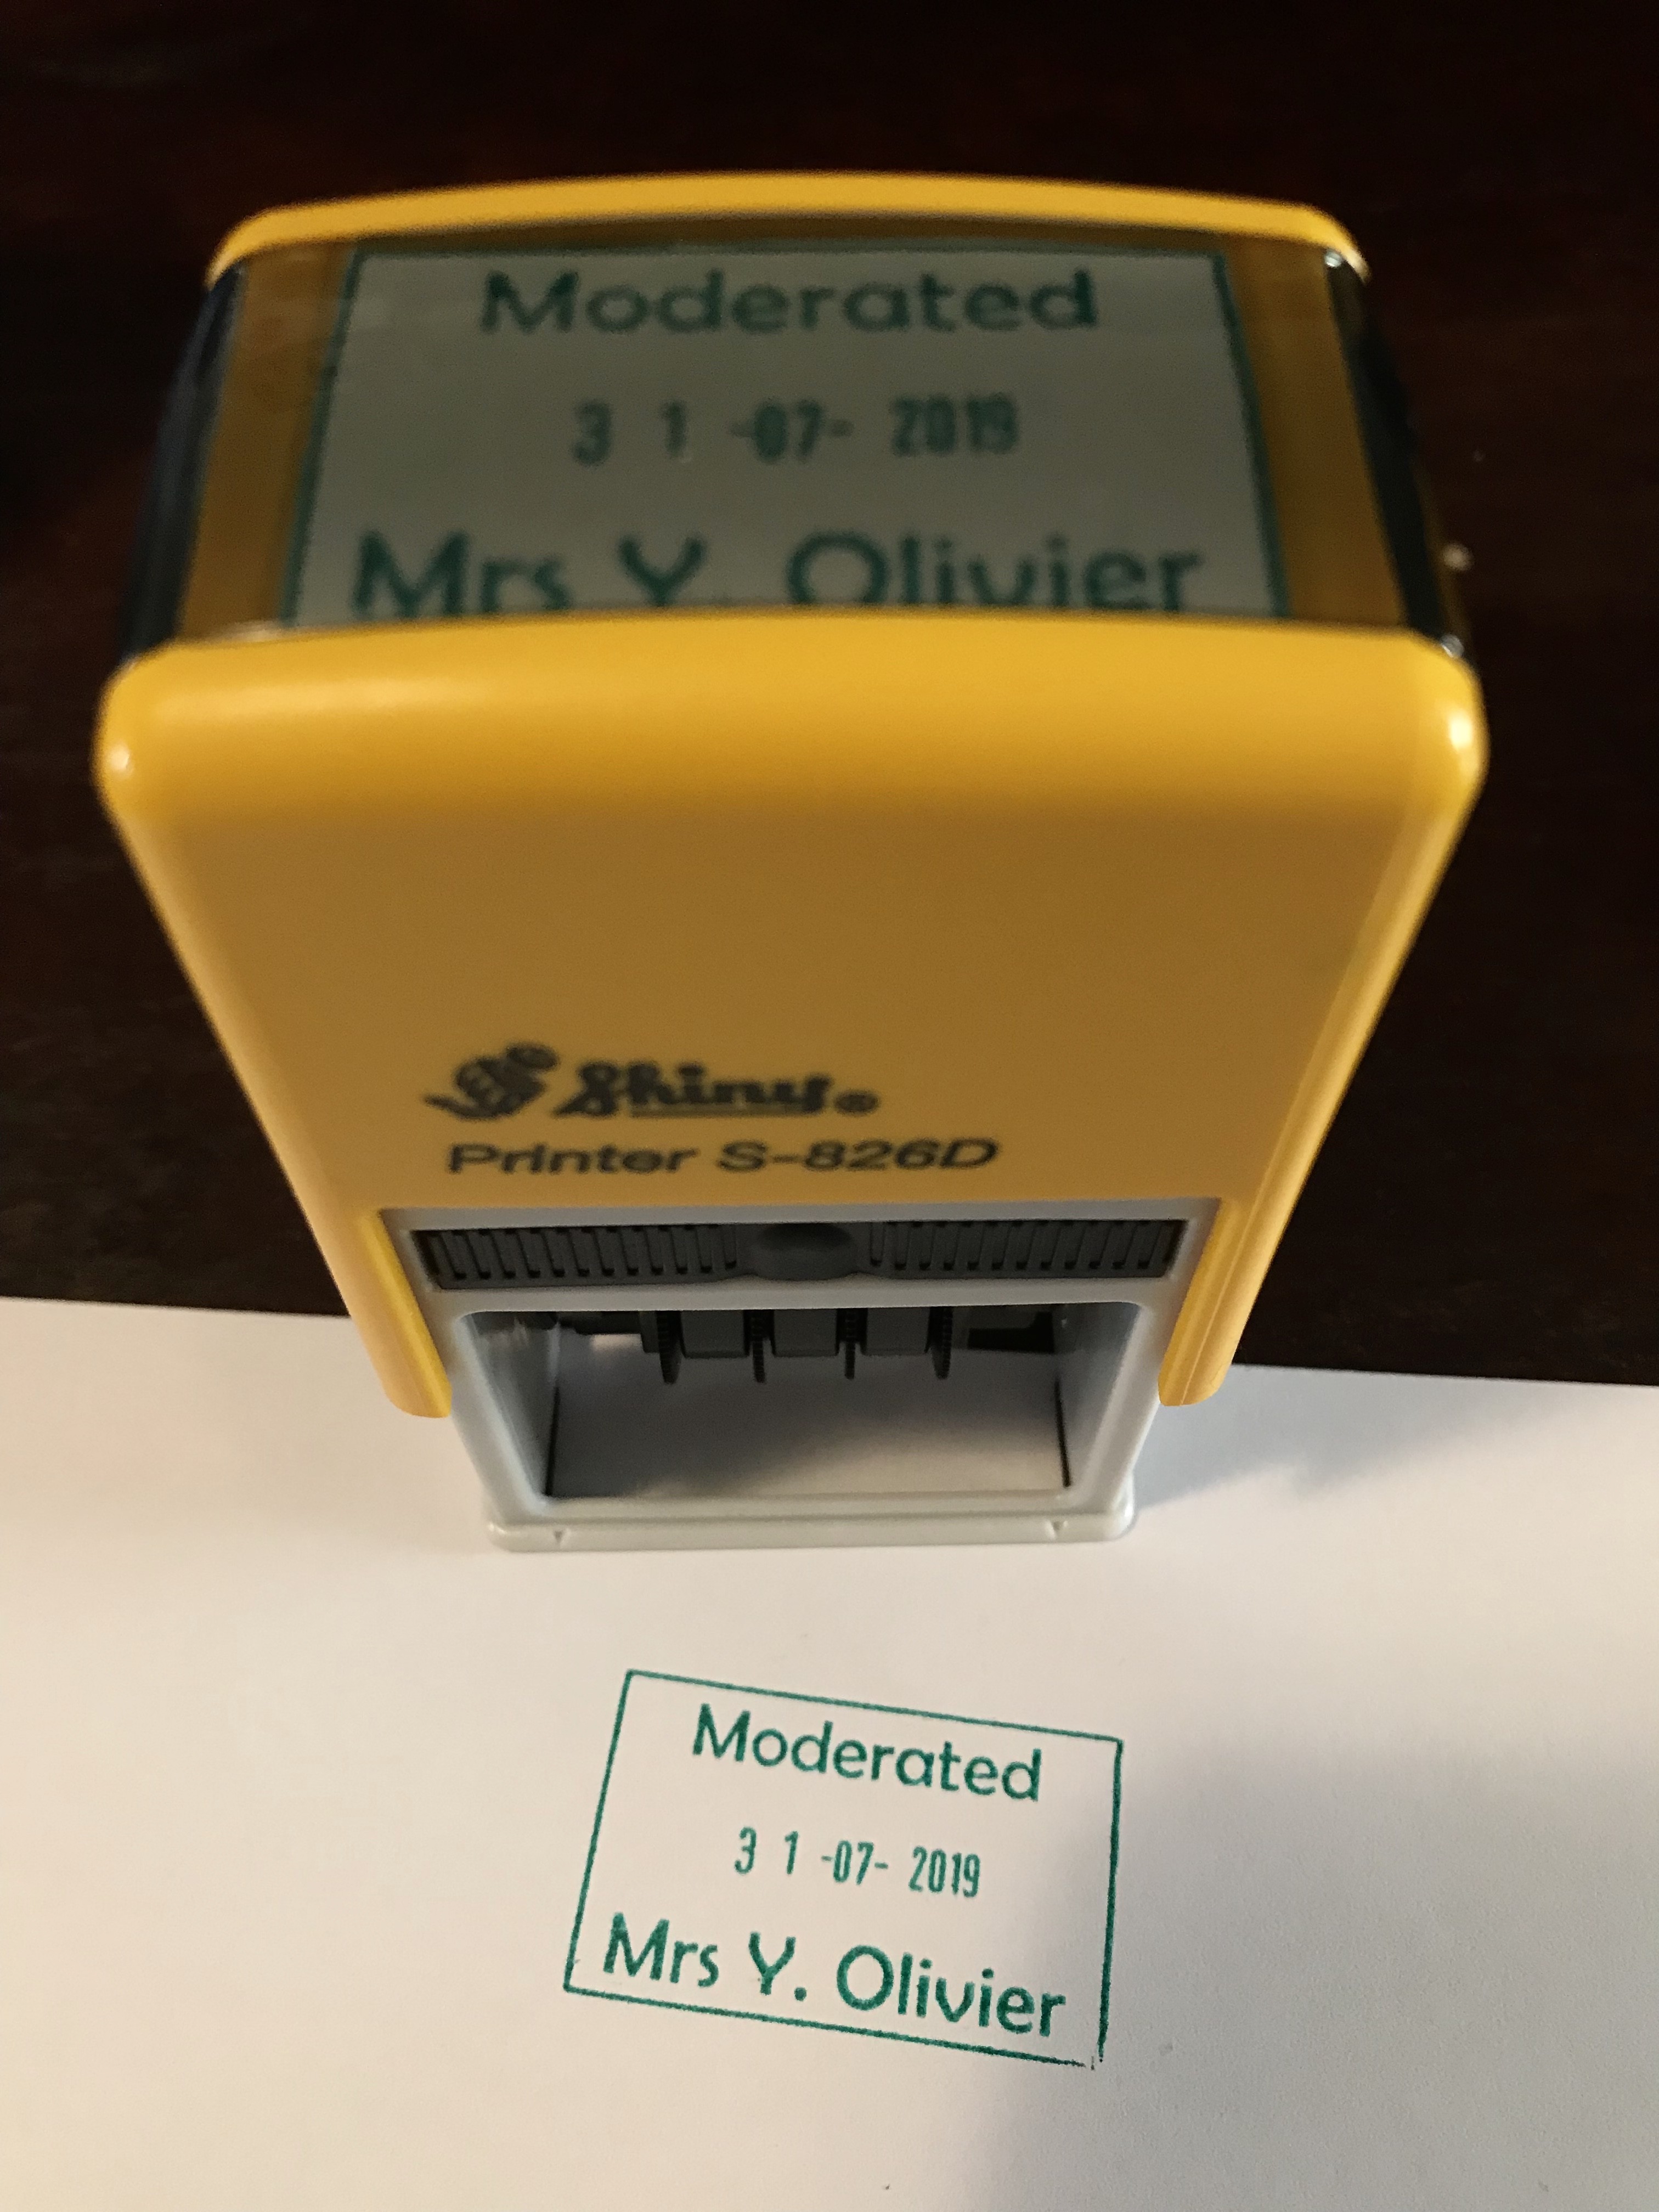 Moderated
3 1 -07- 2019
Mrs Y. Olivier
Shiny®
Printer S-826D
Moderated
3 1 -07- 2019
Mrs Y. Olivier